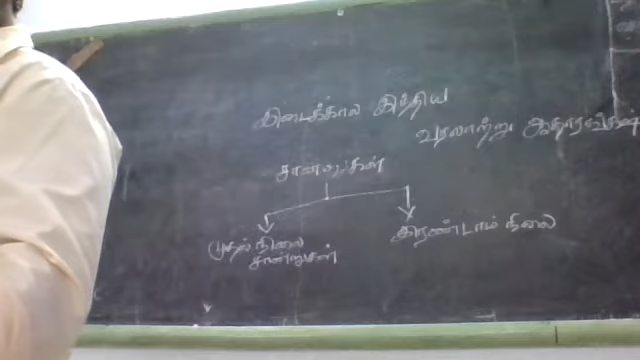 இடைக்கால இந்திய
வரலாற்று ஆதாரங்கள்
சான்றுகள்
முதல் நிலை
சான்றுகள்
இரண்டாம் நிலை